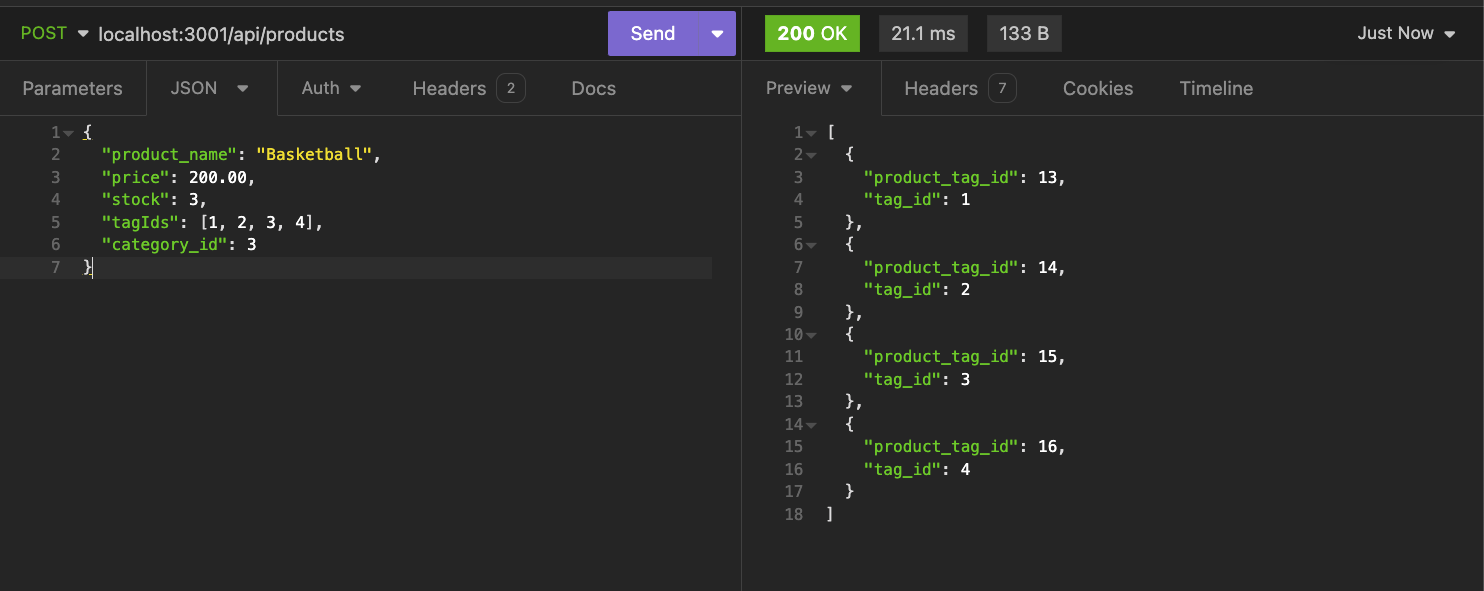 POST localhost:3001/api/products Send 200 OK 21.1 ms 133 B Just Now
Parameters JSON Auth Headers 2 Docs
1 {
2 "product_name": "Basketball",
3 "price": 200.00,
4 "stock": 3,
5 "tagIds": [1, 2, 3, 4],
6 "category_id": 3
7 }
Preview Headers 7 Cookies Timeline
1 [
2 {
3 "product_tag_id": 13,
4 "tag_id": 1
5 },
6 {
7 "product_tag_id": 14,
8 "tag_id": 2
9 },
10 {
11 "product_tag_id": 15,
12 "tag_id": 3
13 },
14 {
15 "product_tag_id": 16,
16 "tag_id": 4
17 }
18 ]